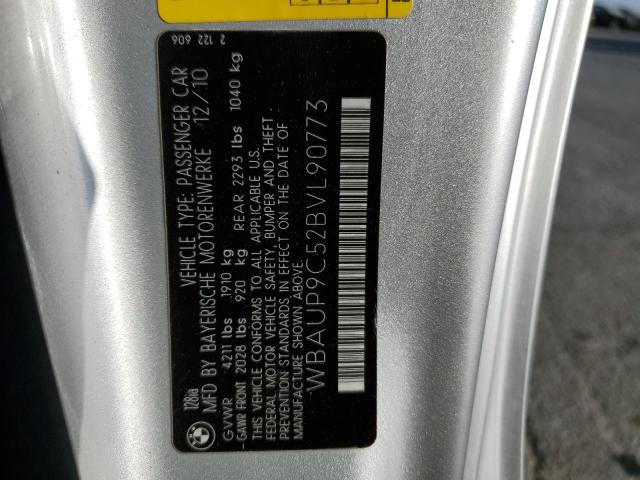 128ia
2 122 606
VEHICLE TYPE: PASSENGER CAR
MFD BY BAYERISCHE MOTORENWERKE 12/10
GVWR 4211 lbs 1910 kg
GAWR FRONT 2028 lbs 920 kg REAR 2293 lbs 1040 kg
THIS VEHICLE CONFORMS TO ALL APPLICABLE U.S.
FEDERAL MOTOR VEHICLE SAFETY, BUMPER AND THEFT
PREVENTION STANDARDS IN EFFECT ON THE DATE OF
MANUFACTURE SHOWN ABOVE:
WBAUP9C52BVL90773